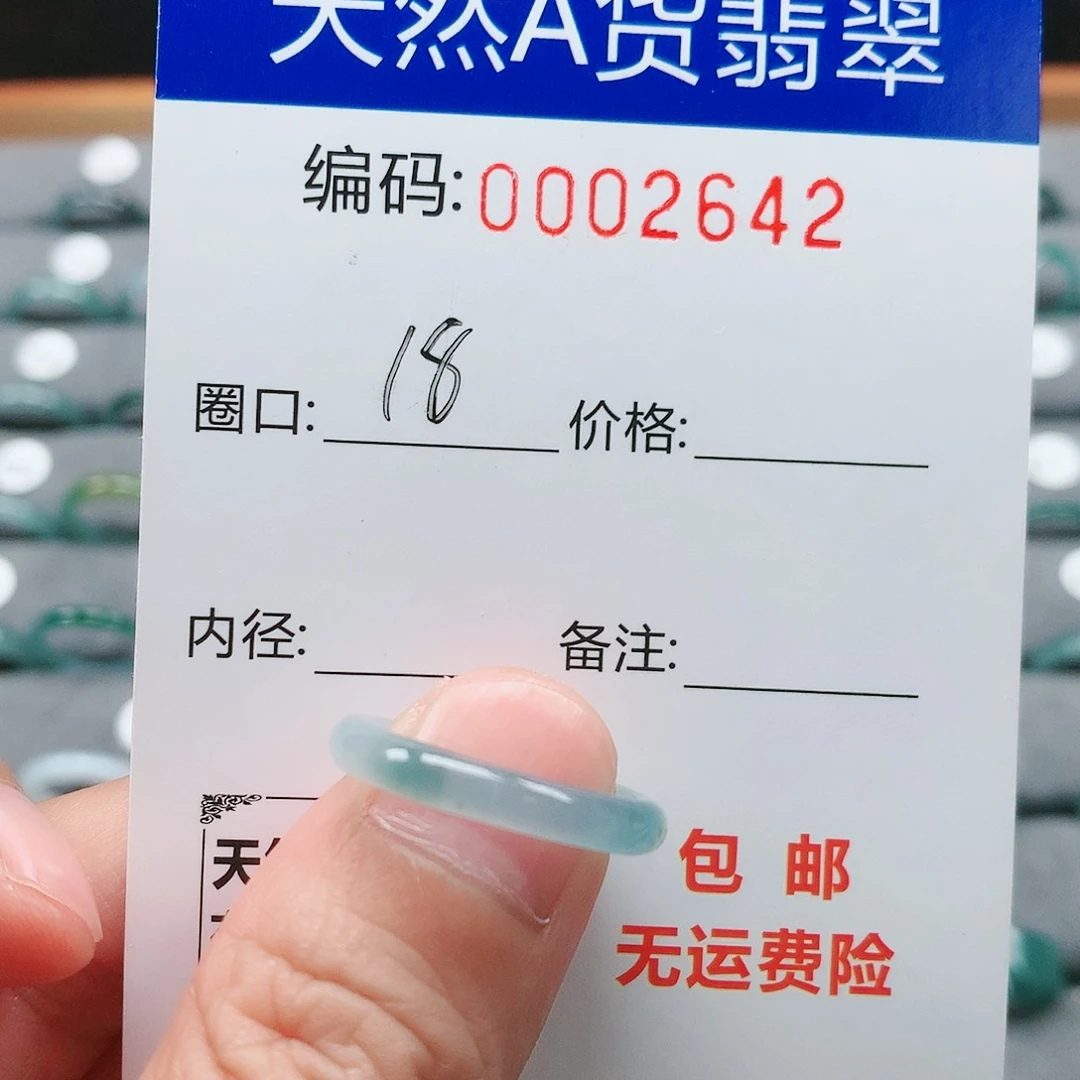 天然A货翡翠
编码:0002642
圈口: 18 价格:
内径: 备注:
天
包 邮
无运费险